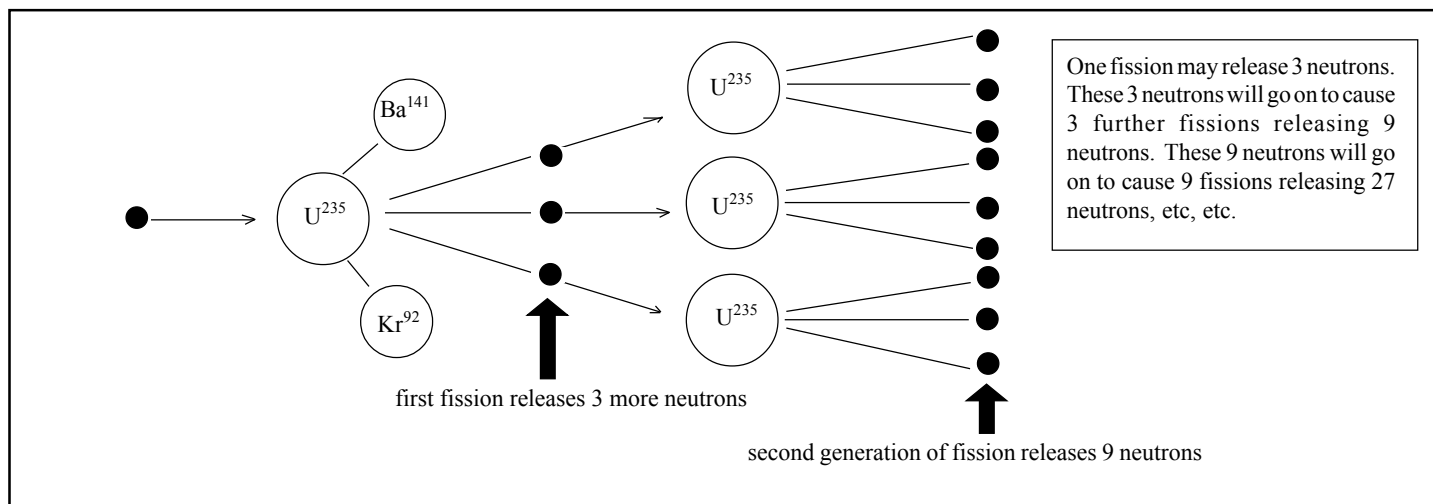 Ba¹⁴¹
U²³⁵
Kr⁹²
U²³⁵
U²³⁵
U²³⁵
first fission releases 3 more neutrons
second generation of fission releases 9 neutrons
One fission may release 3 neutrons.
These 3 neutrons will go on to cause
3 further fissions releasing 9
neutrons. These 9 neutrons will go
on to cause 9 fissions releasing 27
neutrons, etc, etc.